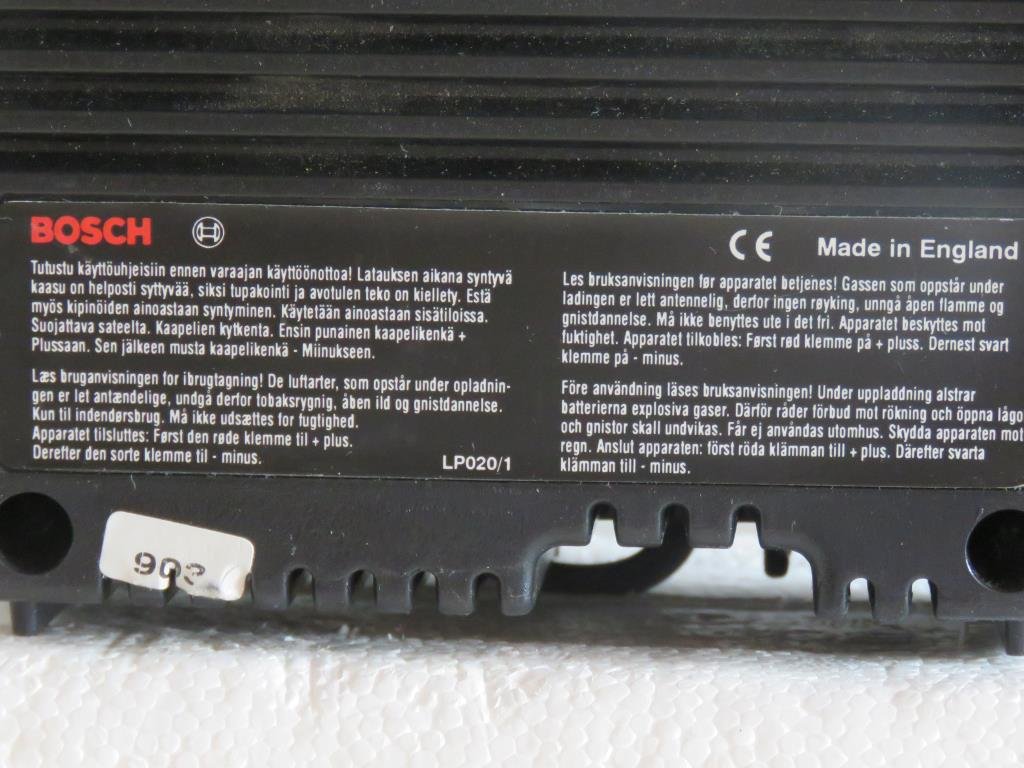 BOSCH
CE Made in England
Tutustu käyttöuhjeisiin ennen varaajan käyttöönottoa! Latauksen aikana syntyvä
kaasu on helposti syttyvää, siksi tupakointi ja avotulen teko on kiellety. Estä
myös kipinöiden ainoastaan syntyminen. Käytetään ainoastaan sisätiloissa.
Suojattava sateelta. Kaapelien kytkenta. Ensin punainen kaapelikenkä +
Plussaan. Sen jälkeen musta kaapelikenkä - Miinukseen.
Læs bruganvisningen for ibrugtagning! De luftarter, som opstår under opladnin-
gen er let antændelige, undgå derfor tobaksrygnig, åben ild og gnistdannelse.
Kun til indendørsbrug. Må ikke udsættes for fugtighed.
Apparatet tilsluttes: Først den røde klemme til + plus.
Derefter den sorte klemme til - minus.
LP020/1
Les bruksanvisningen før apparatet betjenes! Gassen som oppstår under
ladingen er lett antennelig, derfor ingen røyking, unngå åpen flamme og
gnistdannelse. Må ikke benyttes ute i det fri. Apparatet beskyttes mot
fuktighet. Apparatet tilkobles: Først rød klemme på + pluss. Dernest svart
klemme på - minus.
Före användning läses bruksanvisningen! Under uppladdning alstrar
batterierna explosiva gaser. Därför råder förbud mot rökning och öppna lågo
och gnistor skall undvikas. Får ej användas utomhus. Skydda apparaten mot
regn. Anslut apparaten: först röda klämman till + plus. Därefter svarta
klämman till - minus.
903